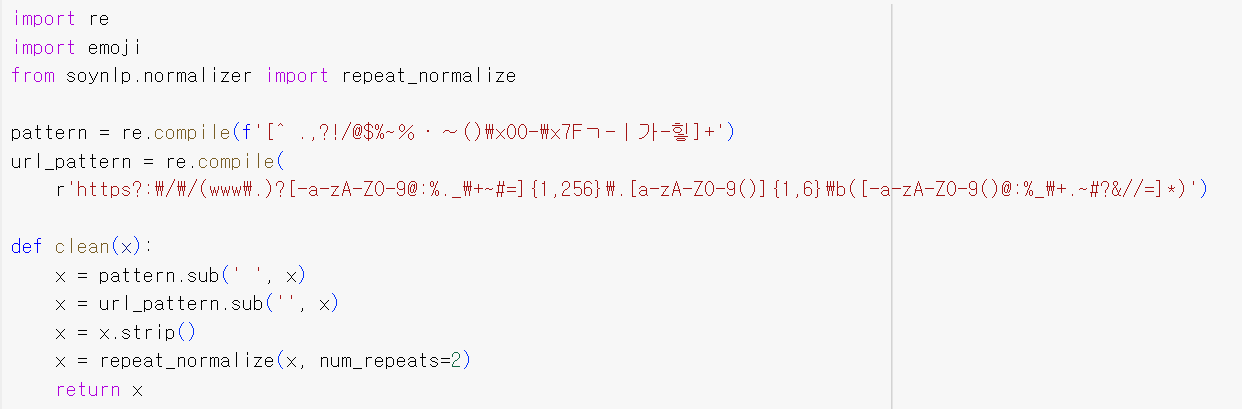 import re
import emoji
from soynlp.normalizer import repeat_normalize
pattern = re.compile(f'[^ .,?!/@$%~％·∼()₩x00-₩x7Fㄱ-ㅣ가-힣]+')
url_pattern = re.compile(
r'https?:₩/₩/(www₩.)?[-a-zA-Z0-9@:%._₩+~#=]{1,256}₩.[a-zA-Z0-9()]{1,6}₩b([-a-zA-Z0-9()@:%_₩+.~#?&//=]*)')
def clean(x):
x = pattern.sub(' ', x)
x = url_pattern.sub('', x)
x = x.strip()
x = repeat_normalize(x, num_repeats=2)
return x